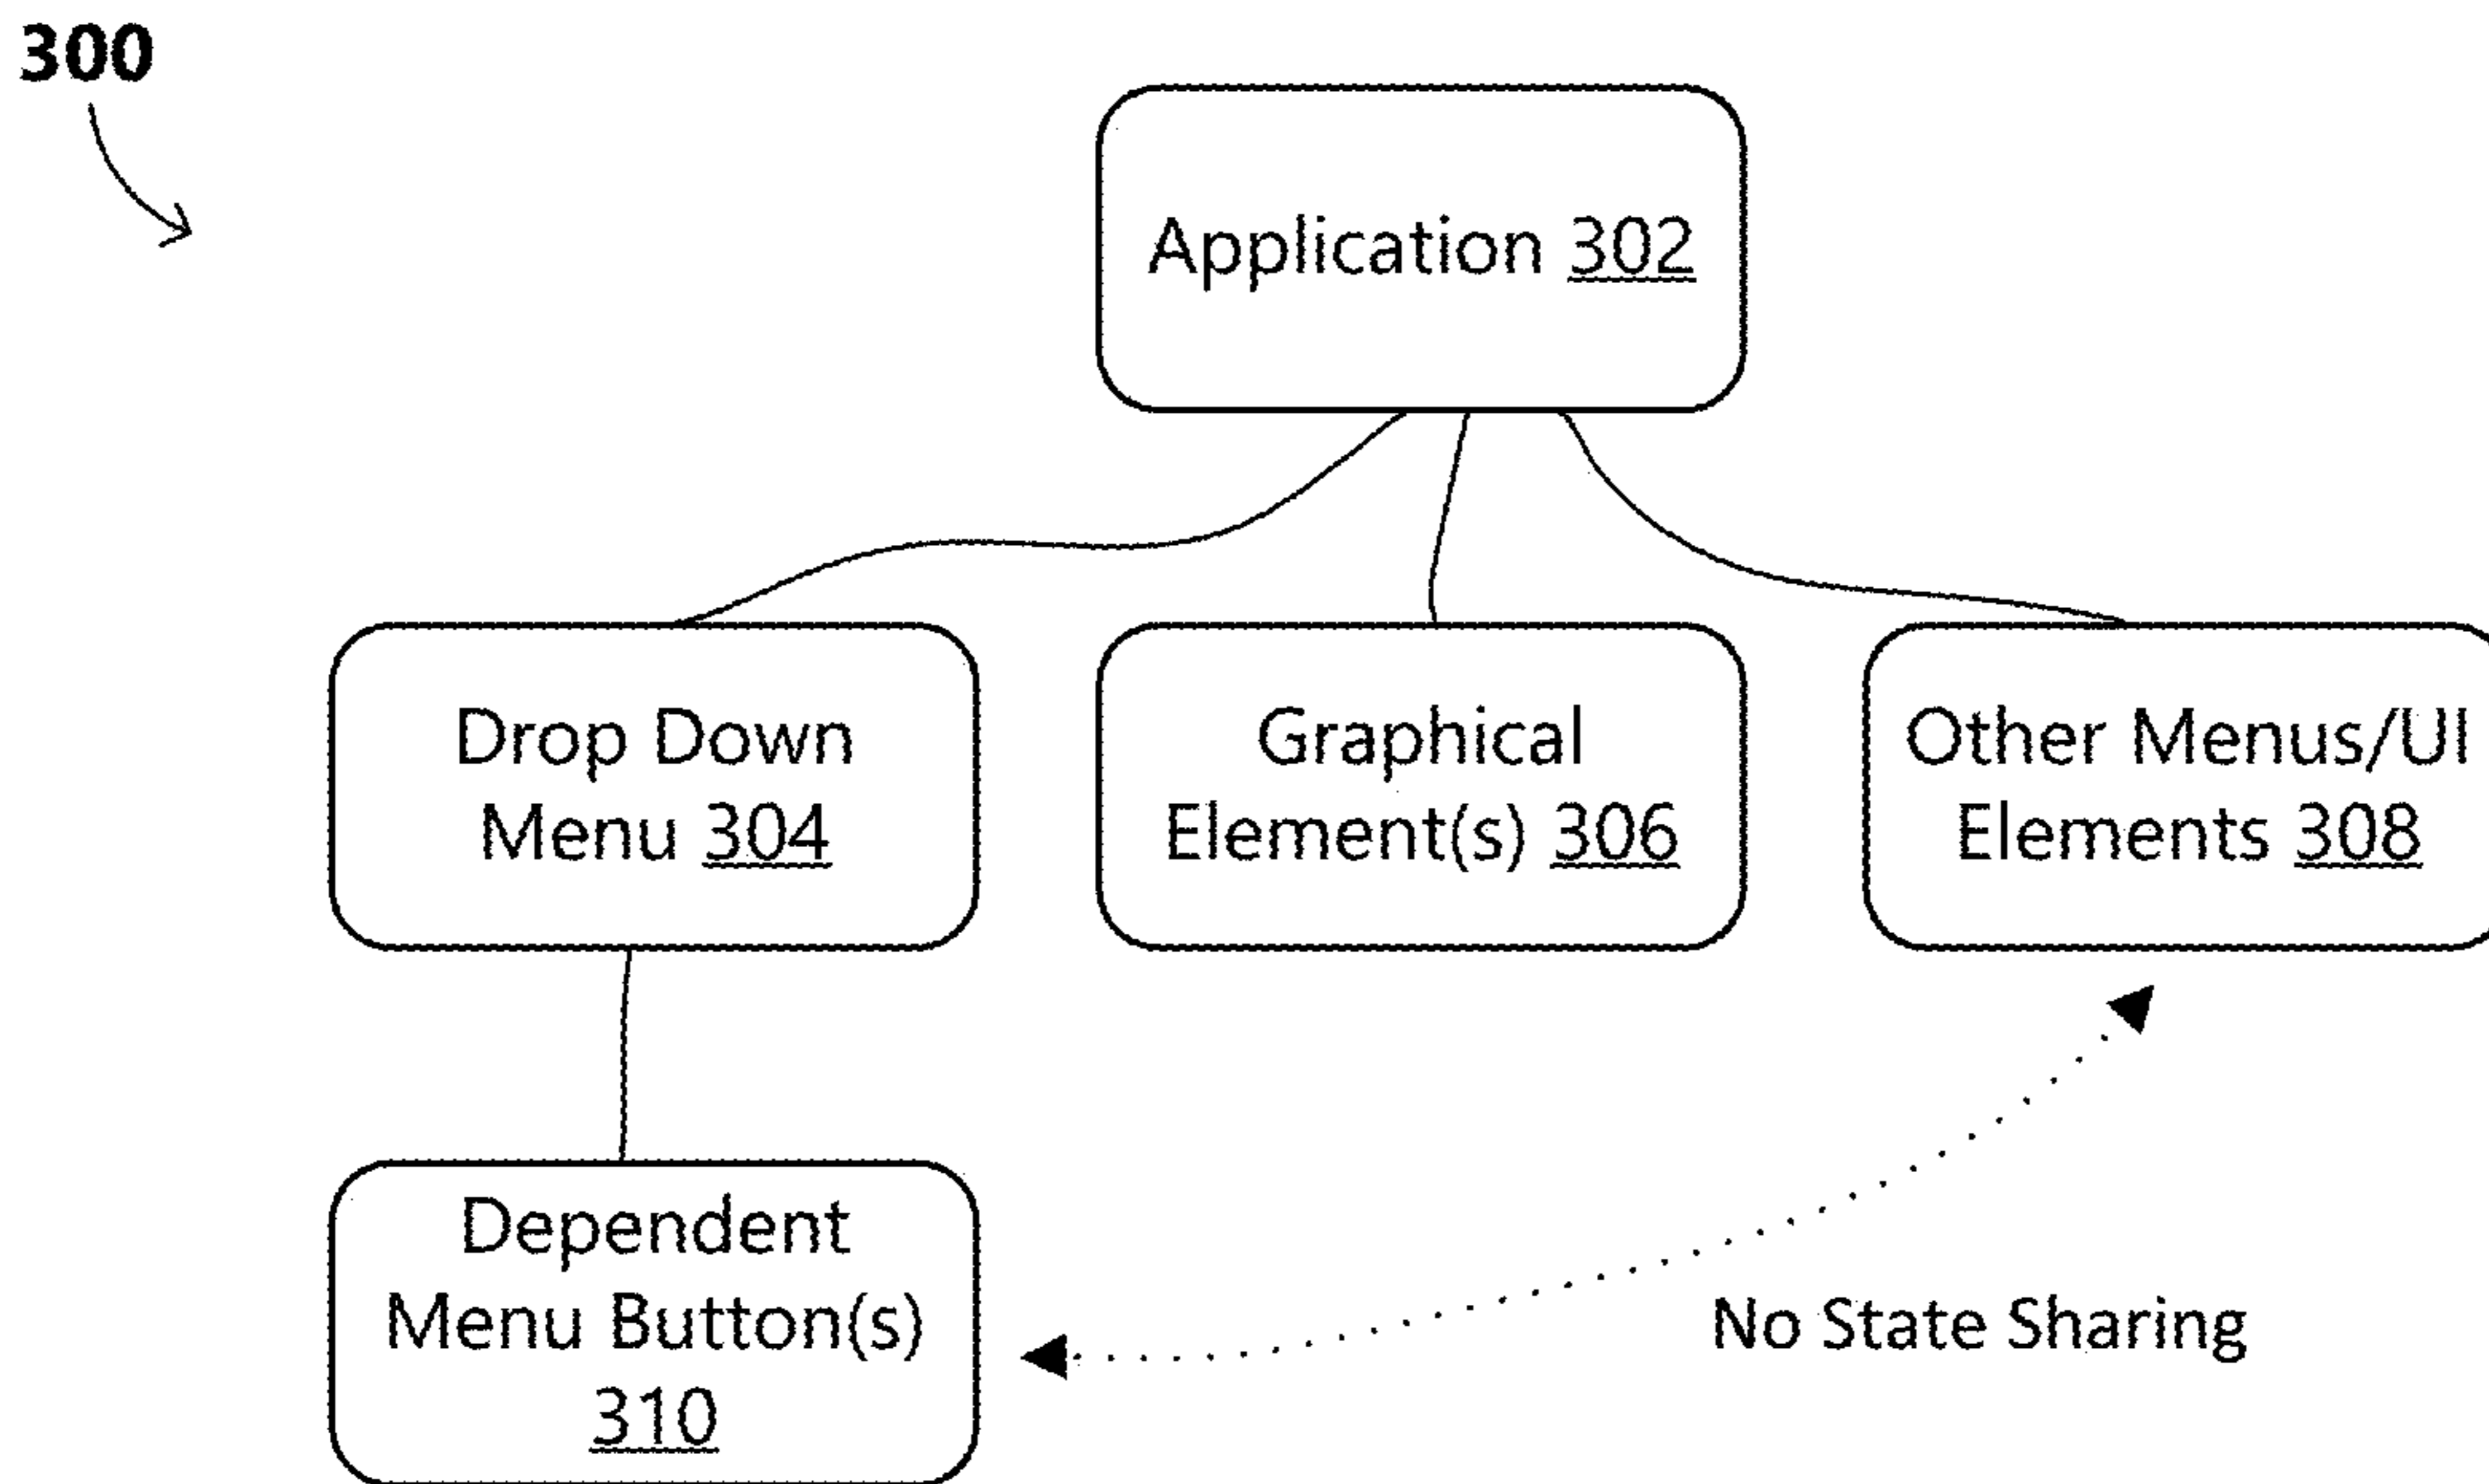 300
Application 302
Drop Down
Menu 304
Graphical
Element(s) 306
Other Menus/UI
Elements 308
Dependent
Menu Button(s)
310
No State Sharing